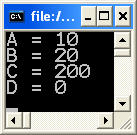 file:/...
A = 10
B = 20
C = 200
D = 0